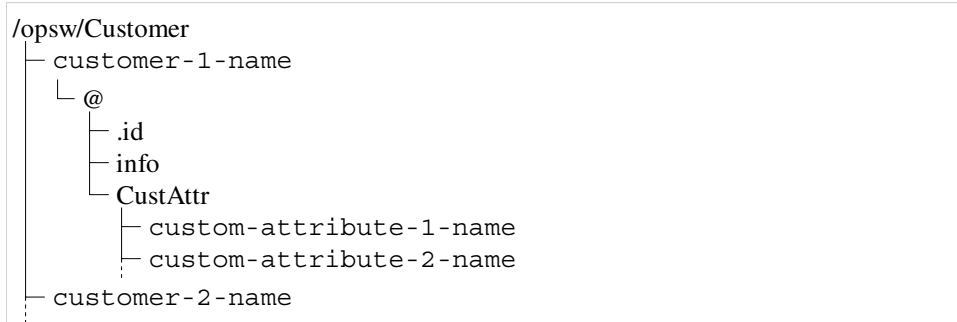 /opsw/Customer
customer-1-name
@
.id
info
CustAttr
custom-attribute-1-name
custom-attribute-2-name
customer-2-name